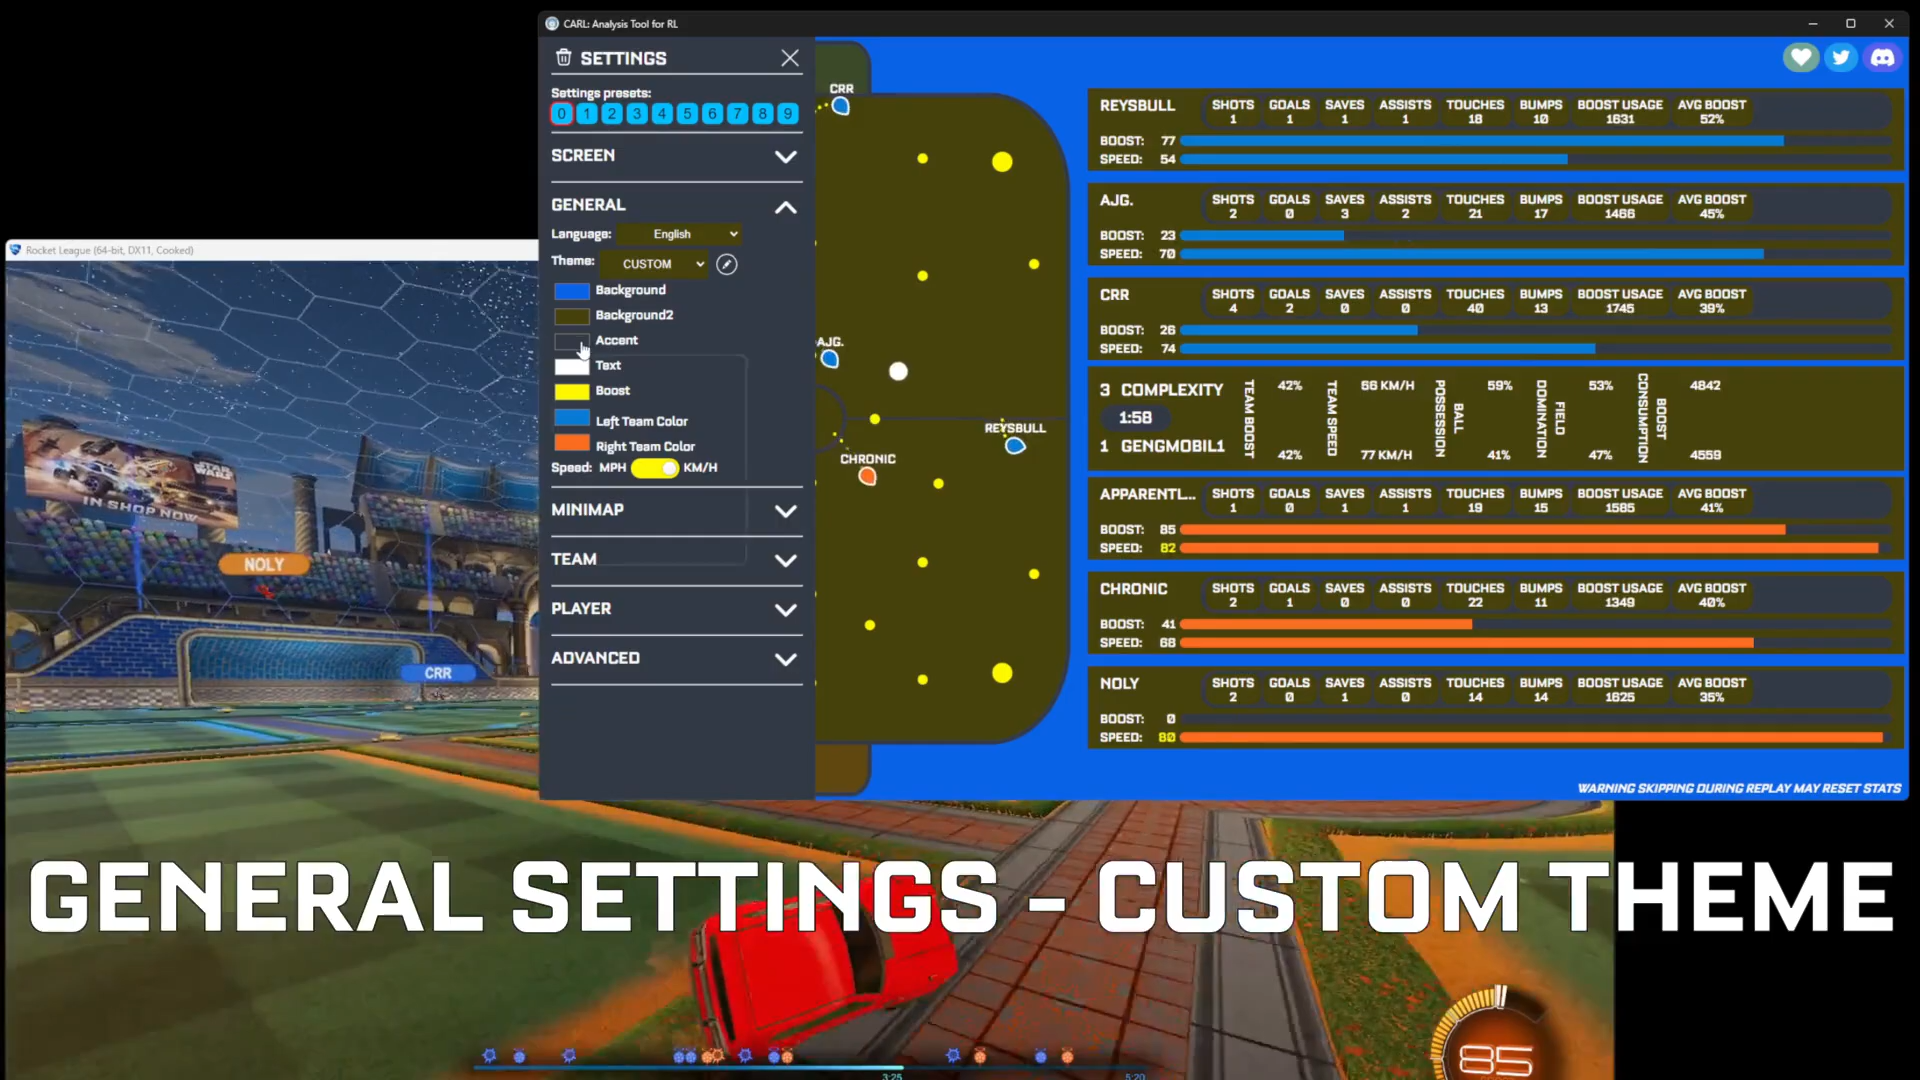 CARL: Analysis Tool for RL
SETTINGS
Settings presets:
0 1 2 3 4 5 6 7 8 9
SCREEN
GENERAL
Language: English
Theme: CUSTOM
Background
Background2
Accent
Text
Boost
Left Team Color
Right Team Color
Speed: MPH KM/H
MINIMAP
TEAM
PLAYER
ADVANCED
CRR
AJG.
REYSBULL
CHRONIC
REYSBULL SHOTS GOALS SAVES ASSISTS TOUCHES BUMPS BOOST USAGE AVG BOOST
1 1 1 1 18 10 1631 52%
BOOST: 77
SPEED: 54
AJG. SHOTS GOALS SAVES ASSISTS TOUCHES BUMPS BOOST USAGE AVG BOOST
2 0 3 2 21 17 1466 45%
BOOST: 23
SPEED: 70
CRR SHOTS GOALS SAVES ASSISTS TOUCHES BUMPS BOOST USAGE AVG BOOST
4 2 0 0 40 13 1745 39%
BOOST: 26
SPEED: 74
3 COMPLEXITY
1:58
1 GENGMOBIL1
TEAM BOOST 42% 42%
TEAM SPEED 66 KM/H 77 KM/H
BALL POSSESSION 59% 41%
FIELD DOMINATION 53% 47%
BOOST CONSUMPTION 4842 4559
APPARENTL... SHOTS GOALS SAVES ASSISTS TOUCHES BUMPS BOOST USAGE AVG BOOST
1 0 1 1 19 15 1585 41%
BOOST: 85
SPEED: 82
CHRONIC SHOTS GOALS SAVES ASSISTS TOUCHES BUMPS BOOST USAGE AVG BOOST
2 1 0 0 22 11 1349 40%
BOOST: 41
SPEED: 68
NOLY SHOTS GOALS SAVES ASSISTS TOUCHES BUMPS BOOST USAGE AVG BOOST
2 0 1 0 14 14 1625 35%
BOOST: 0
SPEED: 80
WARNING SKIPPING DURING REPLAY MAY RESET STATS
Rocket League (64-bit, DX11, Cooked)
STAR WARS
IN SHOP NOW
NOLY
CRR
GENERAL SETTINGS - CUSTOM THEME
85
3:25
5:20